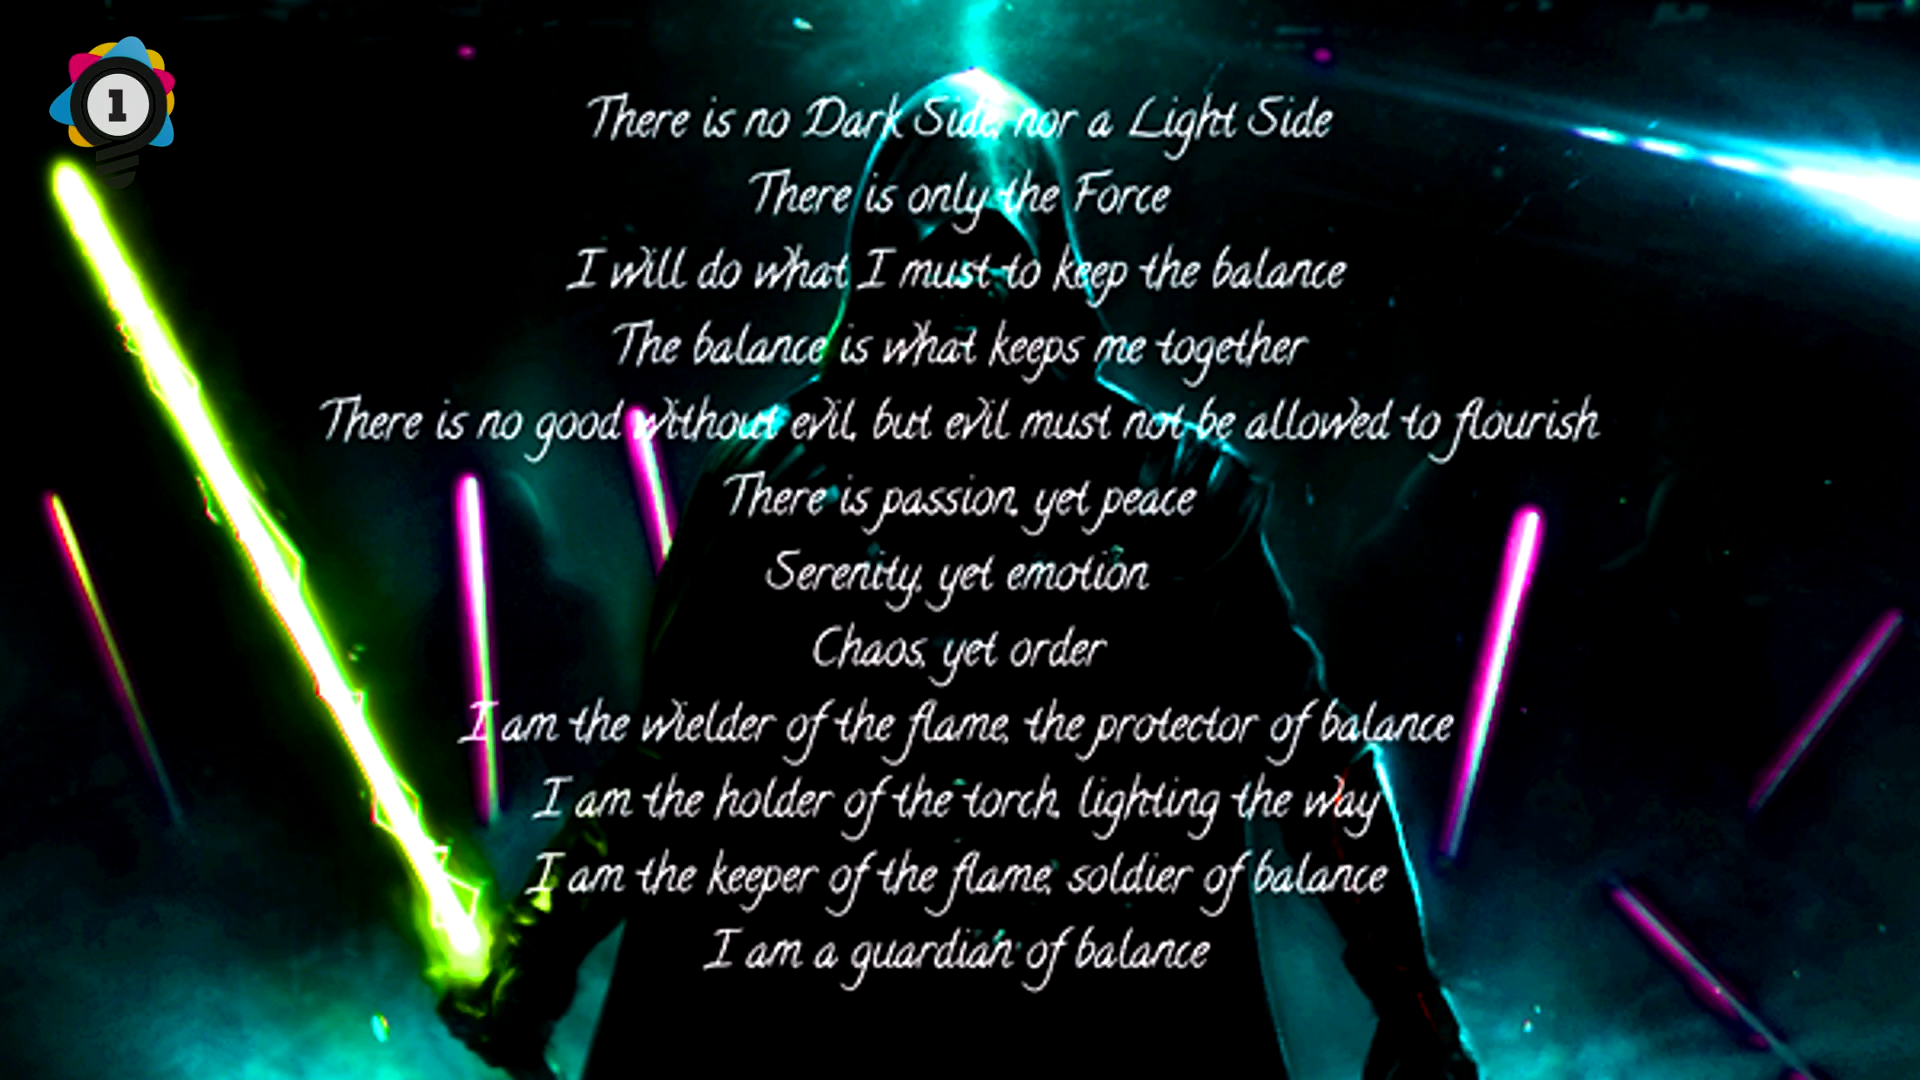 1
There is no Dark Side, nor a Light Side
There is only the Force
I will do what I must to keep the balance
The balance is what keeps me together
There is no good without evil, but evil must not be allowed to flourish
There is passion, yet peace
Serenity, yet emotion
Chaos, yet order
I am the wielder of the flame, the protector of balance
I am the holder of the torch, lighting the way
I am the keeper of the flame, soldier of balance
I am a guardian of balance